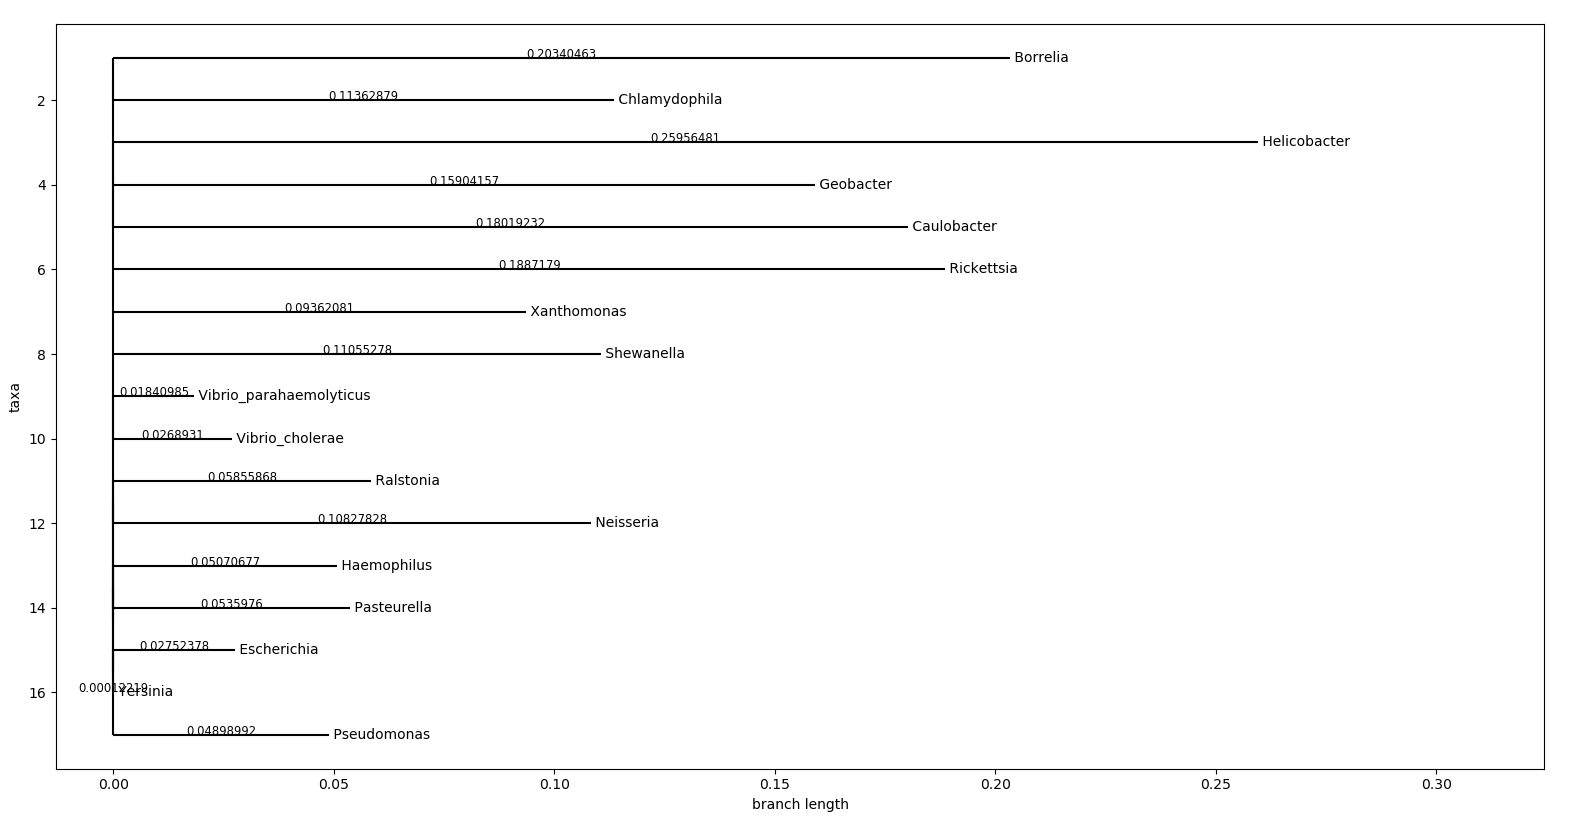 0.20340463 Borrelia
2 0.11362879 Chlamydophila
0.25956481 Helicobacter
4 0.15904157 Geobacter
0.18019232 Caulobacter
6 0.1887179 Rickettsia
0.09362081 Xanthomonas
8 0.11055278 Shewanella
0.01840985 Vibrio_parahaemolyticus
taxa
10 0.0268931 Vibrio_cholerae
0.05855868 Ralstonia
12 0.10827828 Neisseria
0.05070677 Haemophilus
14 0.0535976 Pasteurella
0.02752378 Escherichia
16 0.00012219 Yersinia
0.04898992 Pseudomonas
0.00 0.05 0.10 0.15 0.20 0.25 0.30
branch length